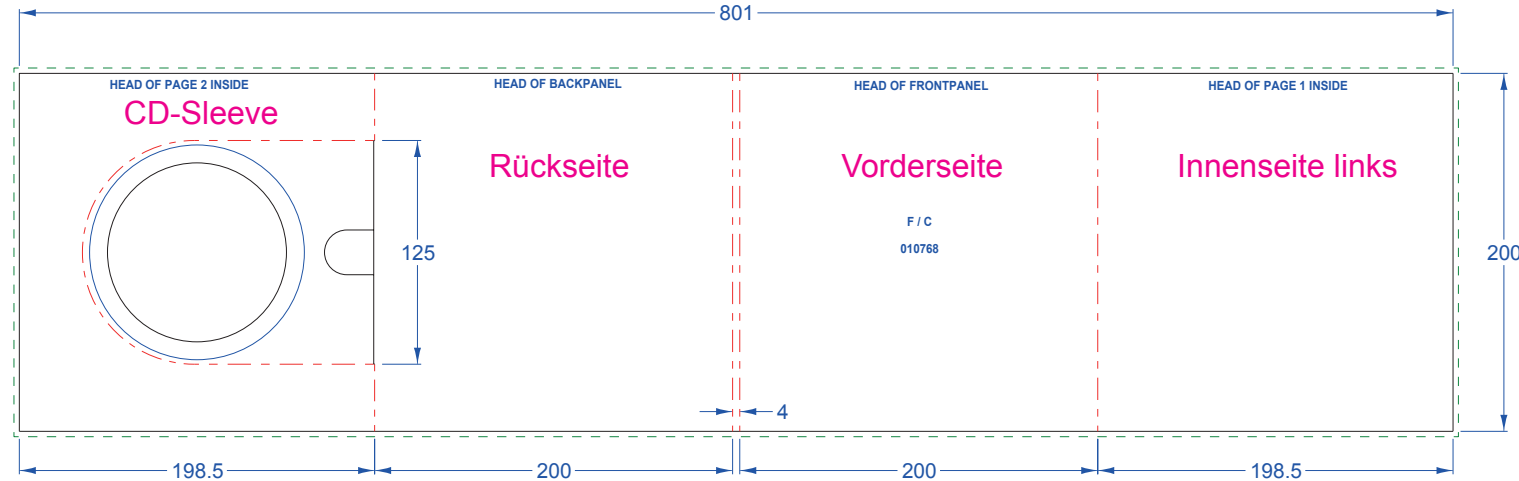 801
HEAD OF PAGE 2 INSIDE
HEAD OF BACKPANEL
HEAD OF FRONTPANEL
HEAD OF PAGE 1 INSIDE
CD-Sleeve
Rückseite
Vorderseite
Innenseite links
F / C
010768
125
200
4
198.5
200
200
198.5